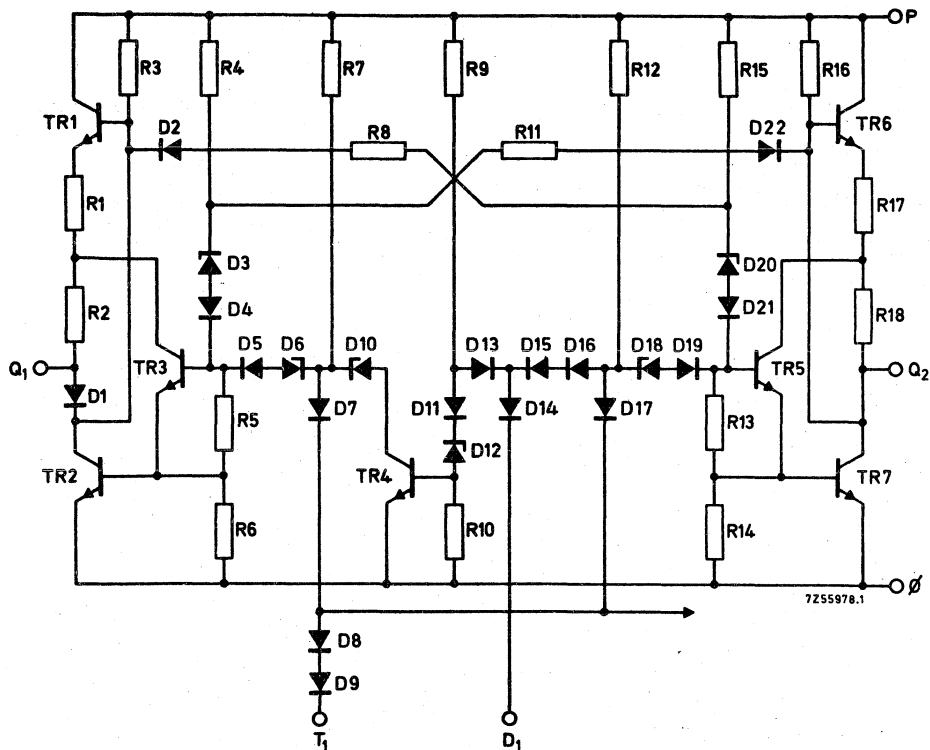 P
R3
R4
R7
R9
R12
R15
R16
TR1
D2
R8
R11
D22
TR6
R1
R17
D3
D20
R2
D4
D21
R18
Q1
TR3
D5
D6
D10
D13
D15
D16
D18
D19
TR5
Q2
D1
R5
D7
D11
D14
D17
R13
TR2
TR4
D12
TR7
R6
R10
R14
Ø
7Z55978.1
D8
D9
T1
D1